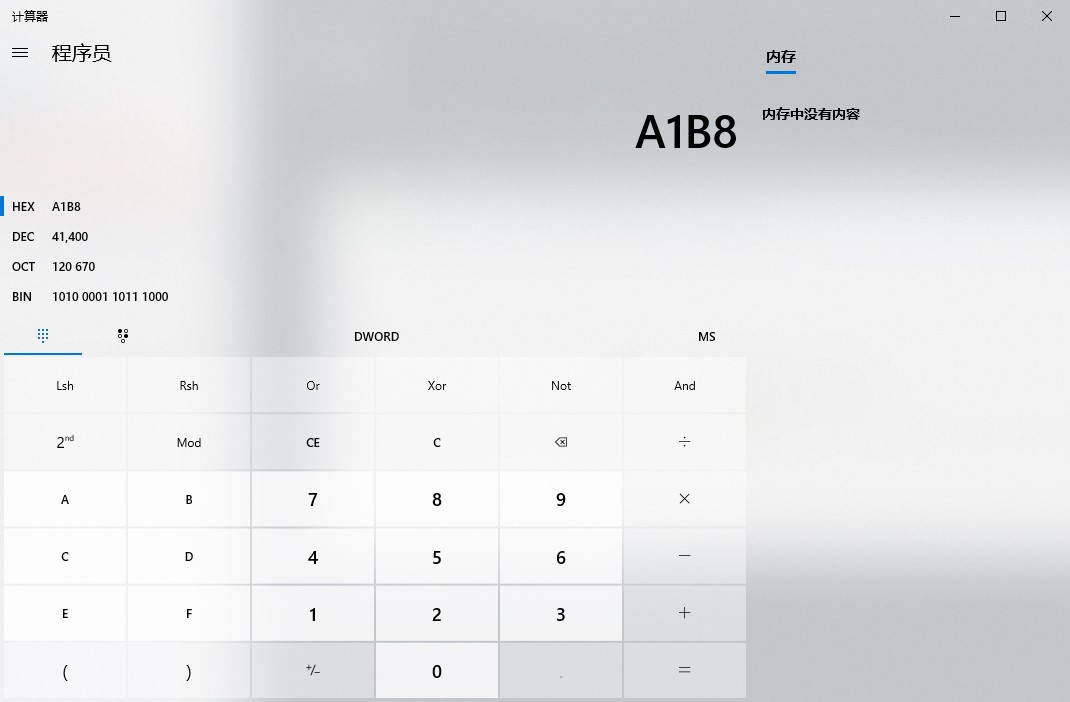 计算器
程序员
内存
A1B8
内存中没有内容
HEX A1B8
DEC 41,400
OCT 120 670
BIN 1010 0001 1011 1000
DWORD MS
Lsh Rsh Or Xor Not And
2nd Mod CE C ÷
A B 7 8 9 ×
C D 4 5 6 −
E F 1 2 3 +
( ) +/− 0 . =